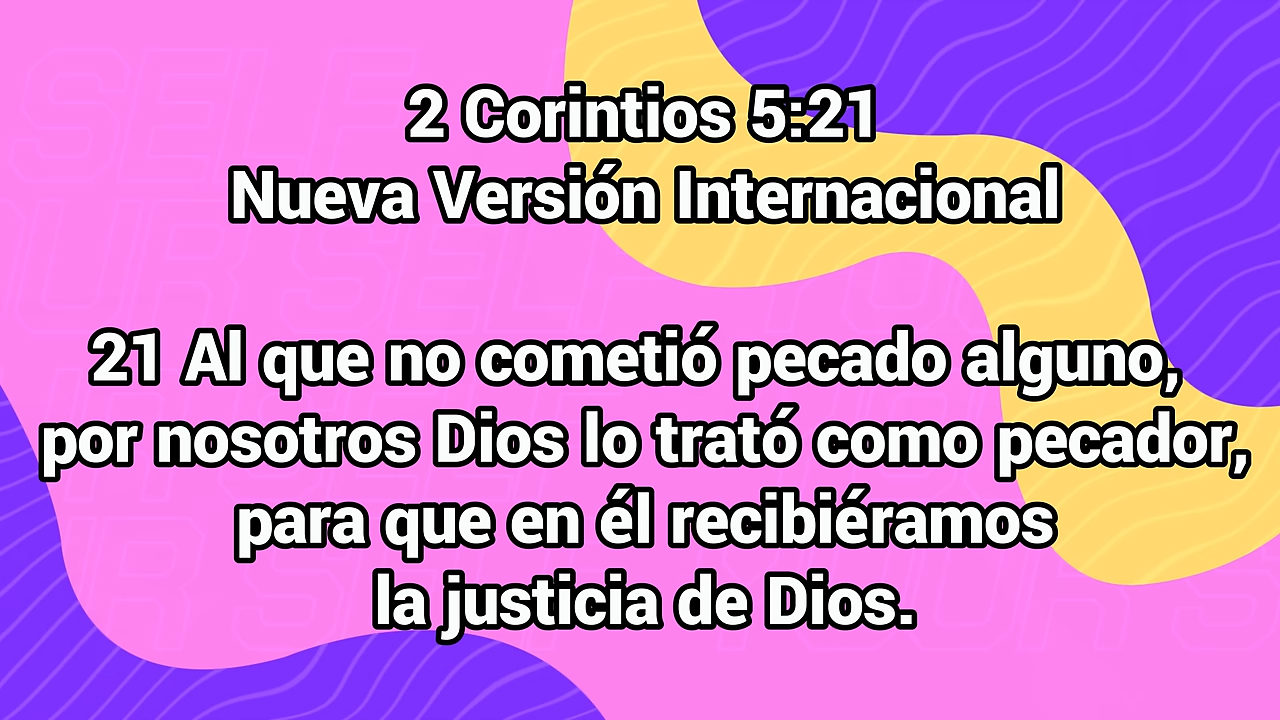 2 Corintios 5:21
Nueva Versión Internacional
21 Al que no cometió pecado alguno,
por nosotros Dios lo trató como pecador,
para que en él recibiéramos
la justicia de Dios.